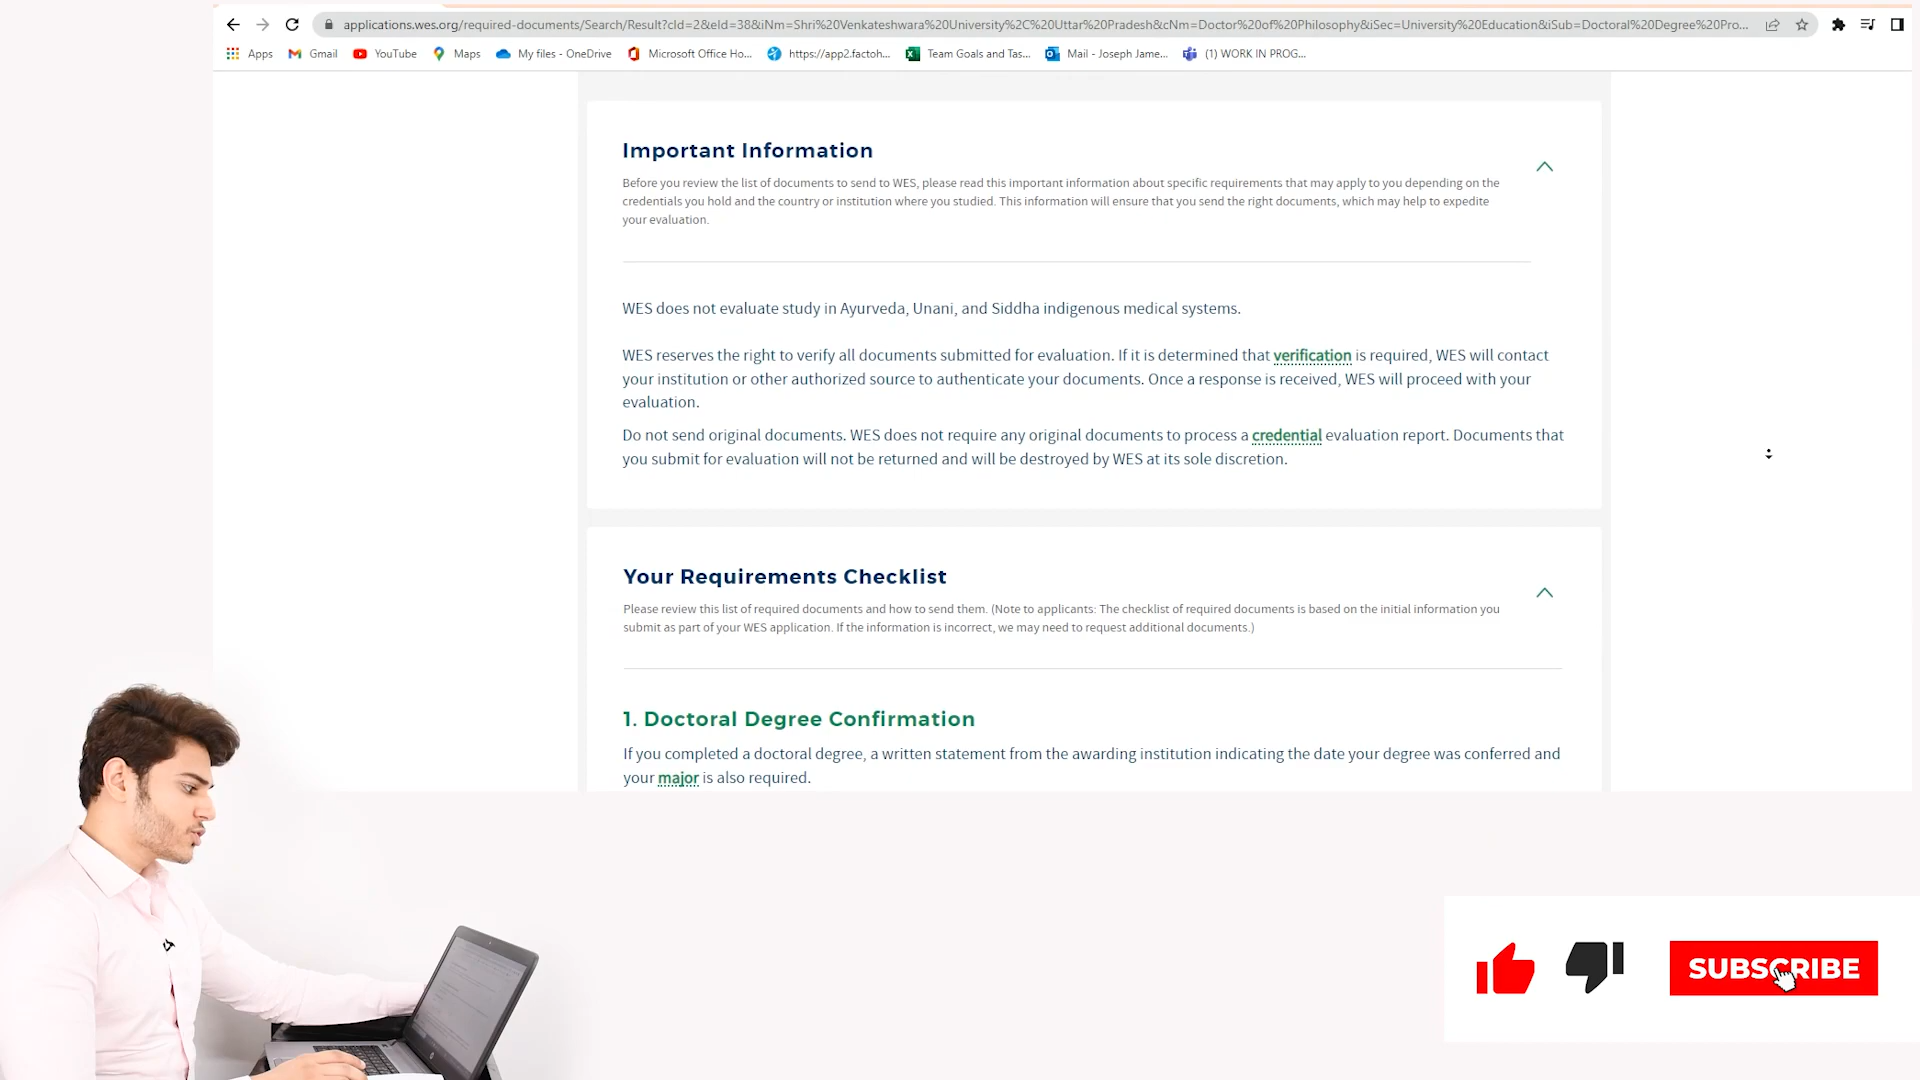 applications.wes.org/required-documents/Search/Result?cId=2&eId=38&iNm=Shri%20Venkateshwara%20University%2C%20Uttar%20Pradesh&cNm=Doctor%20of%20Philosophy&iSec=University%20Education&iSub=Doctoral%20Degree%20Pro...
Apps Gmail YouTube Maps My files - OneDrive Microsoft Office Ho... https://app2.factoh... Team Goals and Tas... Mail - Joseph Jame... (1) WORK IN PROG...
Important Information
Before you review the list of documents to send to WES, please read this important information about specific requirements that may apply to you depending on the
credentials you hold and the country or institution where you studied. This information will ensure that you send the right documents, which may help to expedite
your evaluation.
WES does not evaluate study in Ayurveda, Unani, and Siddha indigenous medical systems.
WES reserves the right to verify all documents submitted for evaluation. If it is determined that verification is required, WES will contact
your institution or other authorized source to authenticate your documents. Once a response is received, WES will proceed with your
evaluation.
Do not send original documents. WES does not require any original documents to process a credential evaluation report. Documents that
you submit for evaluation will not be returned and will be destroyed by WES at its sole discretion.
Your Requirements Checklist
Please review this list of required documents and how to send them. (Note to applicants: The checklist of required documents is based on the initial information you
submit as part of your WES application. If the information is incorrect, we may need to request additional documents.)
1. Doctoral Degree Confirmation
If you completed a doctoral degree, a written statement from the awarding institution indicating the date your degree was conferred and
your major is also required.
SUBSCRIBE